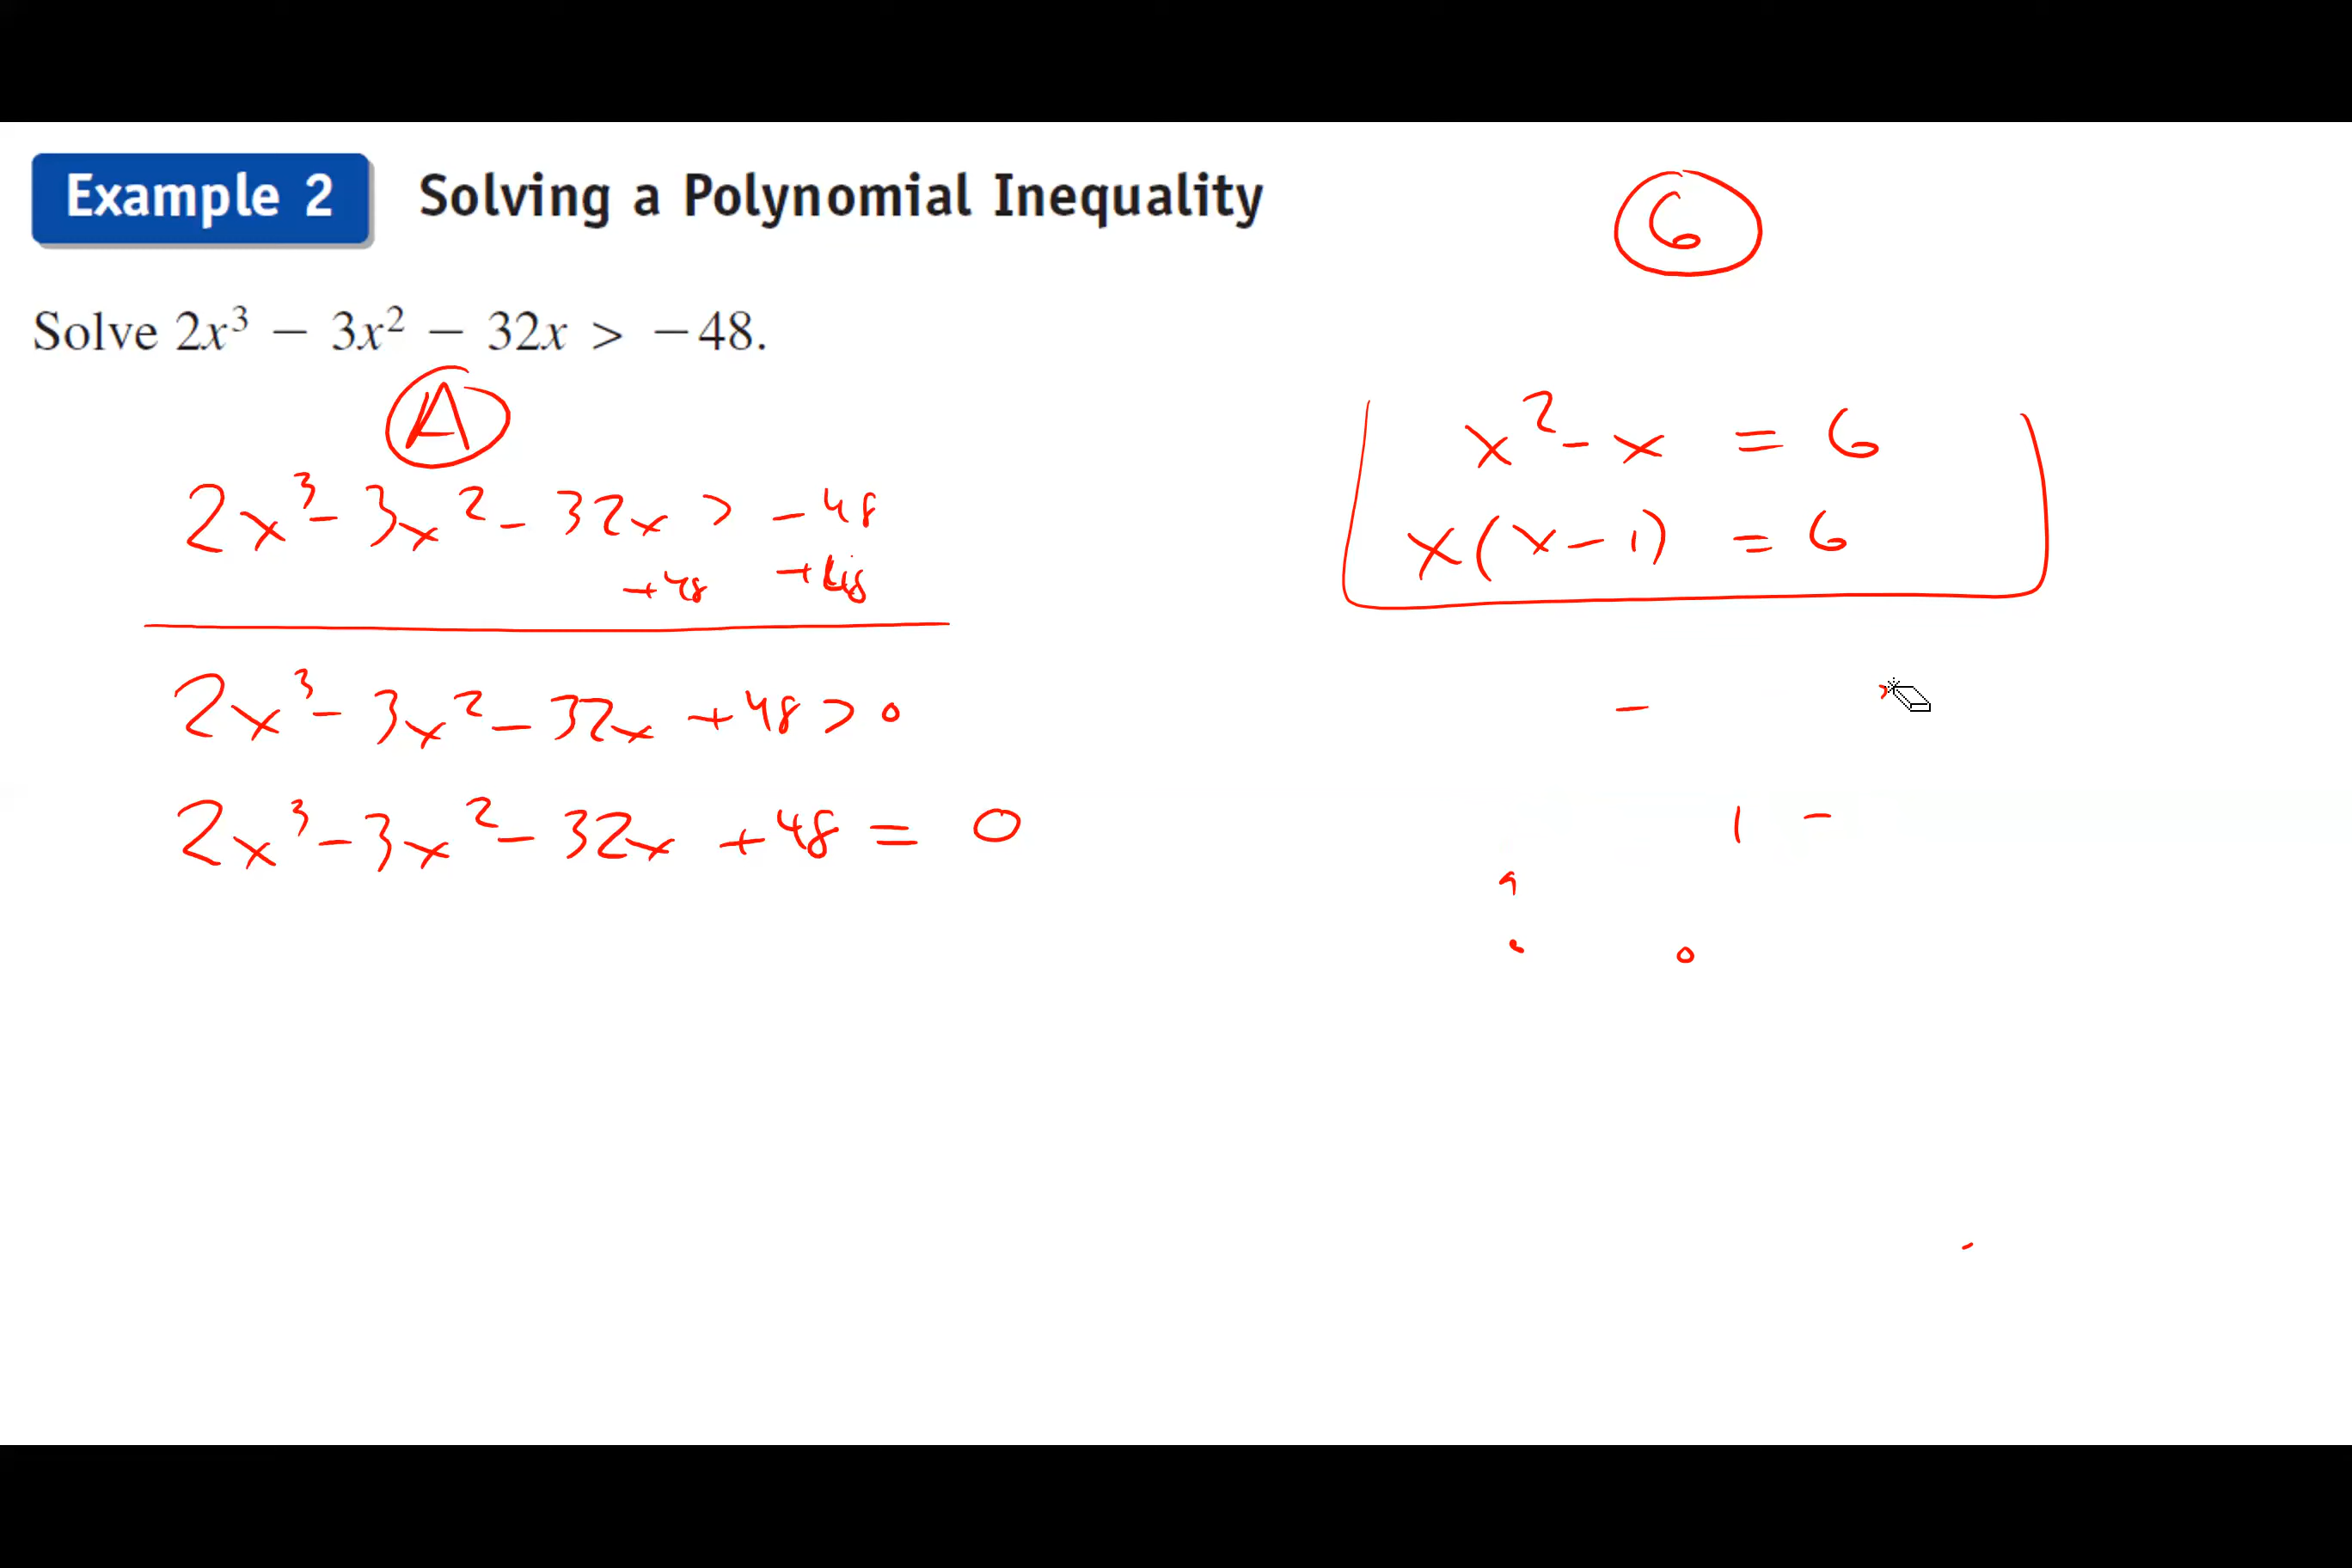 Example 2 Solving a Polynomial Inequality
6
Solve 2x³ − 3x² − 32x > −48.
A
2x³ - 3x² - 32x > -48
+48 +48
2x³ - 3x² - 32x + 48 > 0
2x³ - 3x² - 32x + 48 = 0
x² - x = 6
x(x - 1) = 6